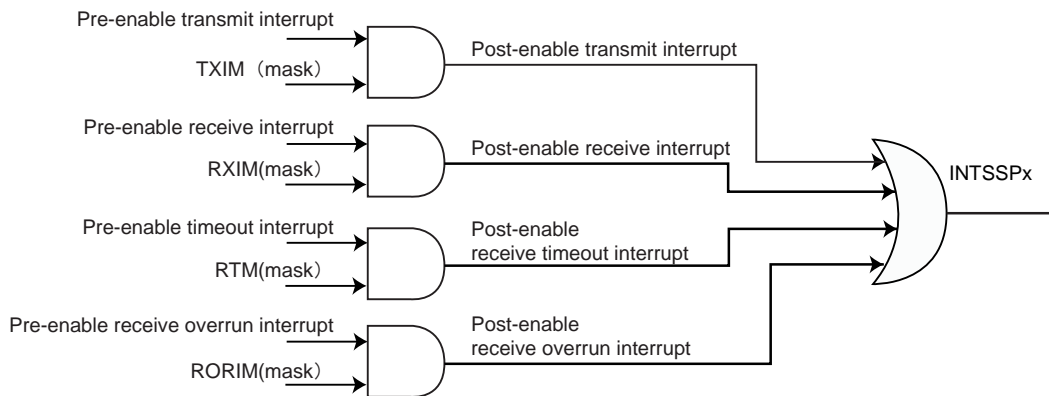 Pre-enable transmit interrupt
TXIM（mask）
Post-enable transmit interrupt
Pre-enable receive interrupt
RXIM(mask）
Post-enable receive interrupt
INTSSPx
Pre-enable timeout interrupt
RTM(mask）
Post-enable
receive timeout interrupt
Pre-enable receive overrun interrupt
RORIM(mask）
Post-enable
receive overrun interrupt